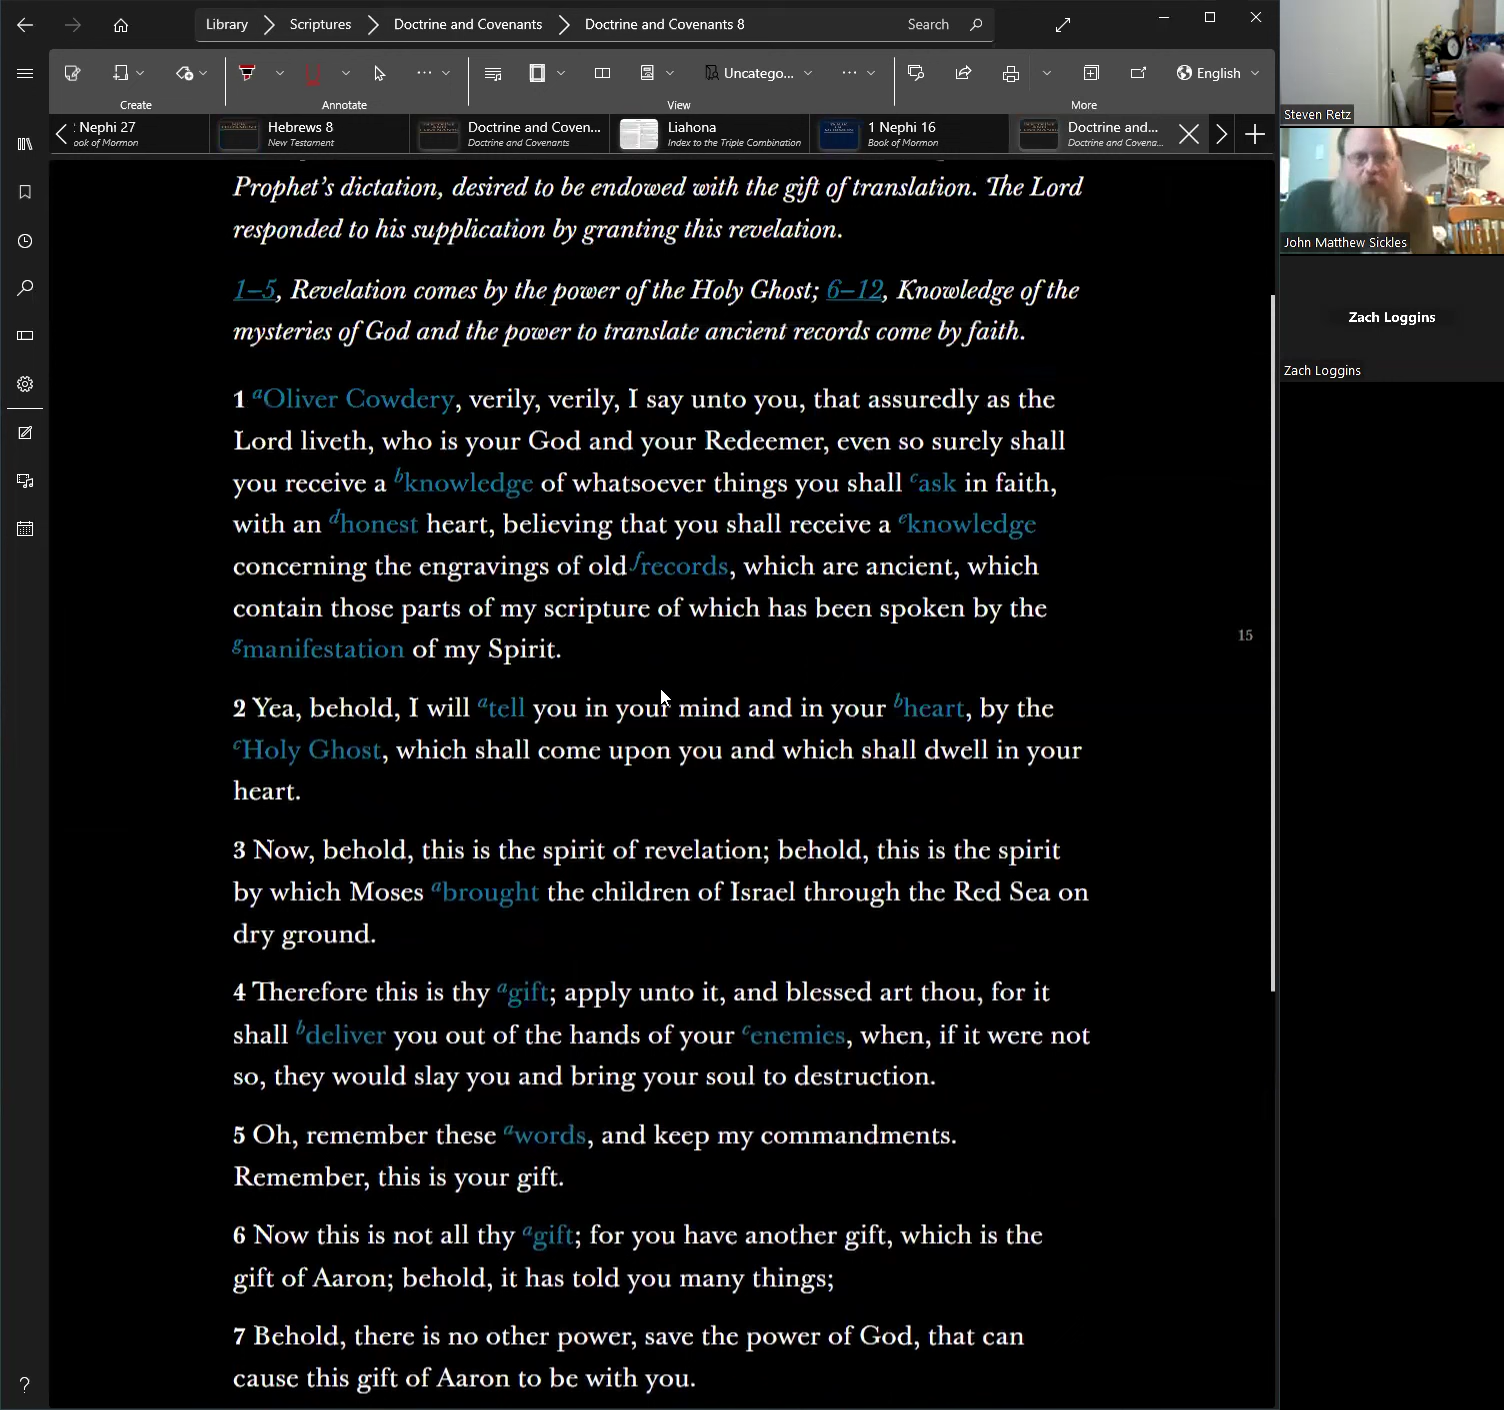 Library Scriptures Doctrine and Covenants Doctrine and Covenants 8 Search
Uncatego... English
Create Annotate View More
: Nephi 27 Hebrews 8 Doctrine and Coven... Liahona 1 Nephi 16 Doctrine and...
ook of Mormon New Testament Doctrine and Covenants Index to the Triple Combination Book of Mormon Doctrine and Covena...
Prophet’s dictation, desired to be endowed with the gift of translation. The Lord
responded to his supplication by granting this revelation.
1–5, Revelation comes by the power of the Holy Ghost; 6–12, Knowledge of the
mysteries of God and the power to translate ancient records come by faith.
1 aOliver Cowdery, verily, verily, I say unto you, that assuredly as the
Lord liveth, who is your God and your Redeemer, even so surely shall
you receive a bknowledge of whatsoever things you shall cask in faith,
with an dhonest heart, believing that you shall receive a eknowledge
concerning the engravings of old frecords, which are ancient, which
contain those parts of my scripture of which has been spoken by the
gmanifestation of my Spirit.
15
2 Yea, behold, I will atell you in your mind and in your bheart, by the
cHoly Ghost, which shall come upon you and which shall dwell in your
heart.
3 Now, behold, this is the spirit of revelation; behold, this is the spirit
by which Moses abrought the children of Israel through the Red Sea on
dry ground.
4 Therefore this is thy agift; apply unto it, and blessed art thou, for it
shall bdeliver you out of the hands of your cenemies, when, if it were not
so, they would slay you and bring your soul to destruction.
5 Oh, remember these awords, and keep my commandments.
Remember, this is your gift.
6 Now this is not all thy agift; for you have another gift, which is the
gift of Aaron; behold, it has told you many things;
7 Behold, there is no other power, save the power of God, that can
cause this gift of Aaron to be with you.
Steven Retz
John Matthew Sickles
Zach Loggins
Zach Loggins